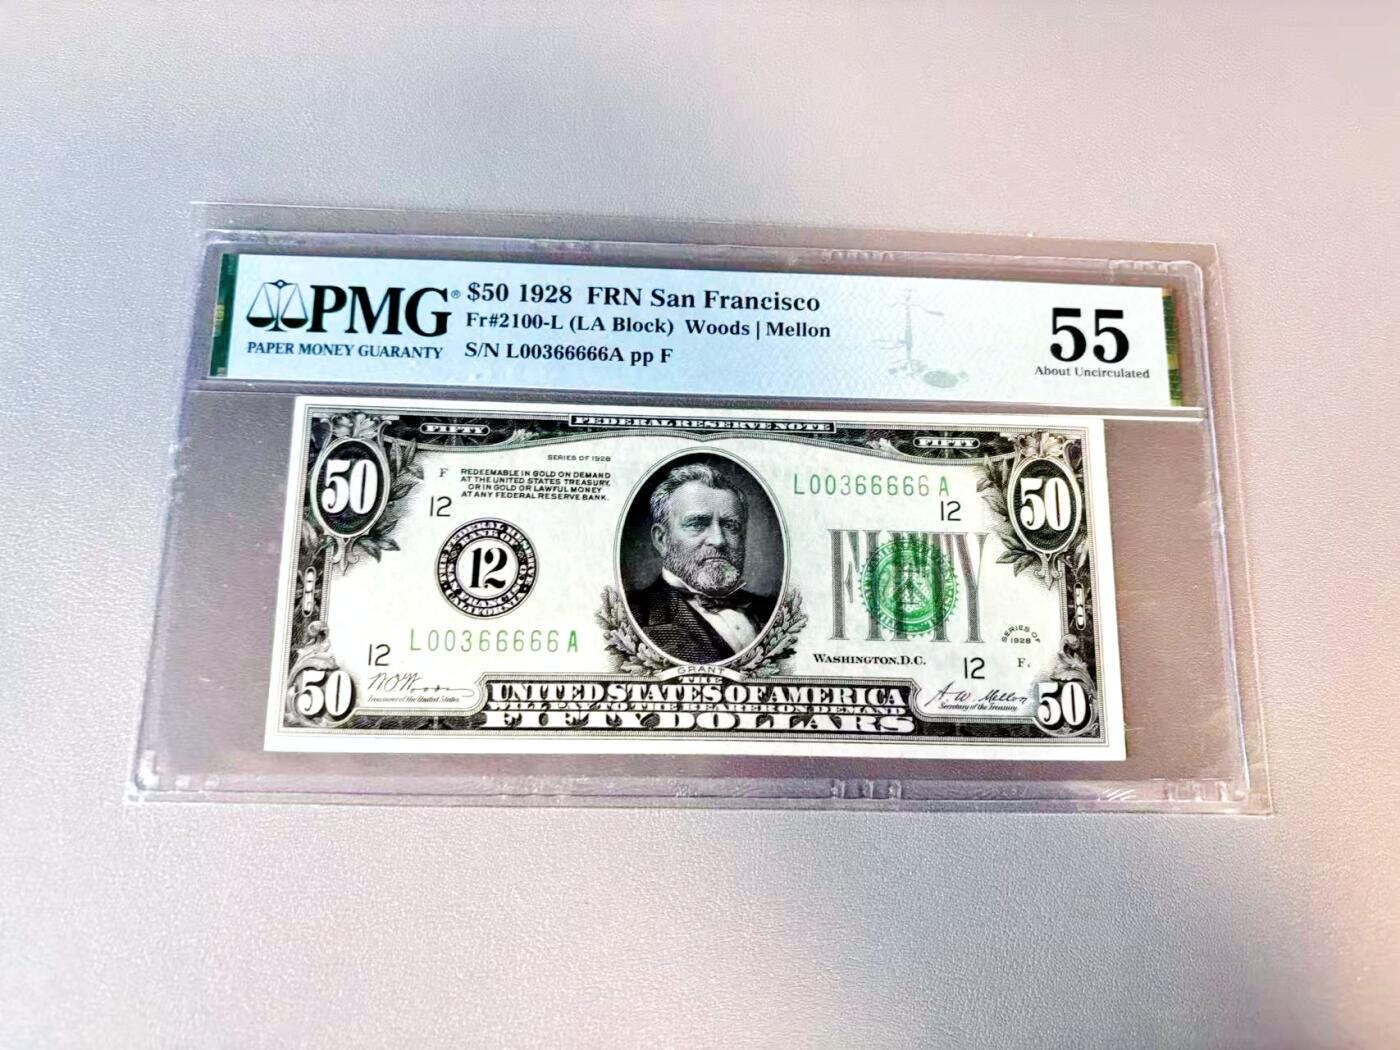 PMG®
PAPER MONEY GUARANTY
$50 1928 FRN San Francisco
Fr#2100-L (LA Block) Woods | Mellon
S/N L00366666A pp F
55
About Uncirculated
FEDERAL RESERVE NOTE
FIFTY
FIFTY
50
50
SERIES OF 1928
F
REDEEMABLE IN GOLD ON DEMAND
AT THE UNITED STATES TREASURY,
OR IN GOLD OR LAWFUL MONEY
AT ANY FEDERAL RESERVE BANK.
L00366666A
12
12
12
FIFTY
L00366666A
SERIES OF
1928
12
WASHINGTON, D.C.
12
F.
GRANT
50
W.O. Woods
Treasurer of the United States
THE
UNITED STATES OF AMERICA
WILL PAY TO THE BEARER ON DEMAND
FIFTY DOLLARS
A. W. Mellon
Secretary of the Treasury
50